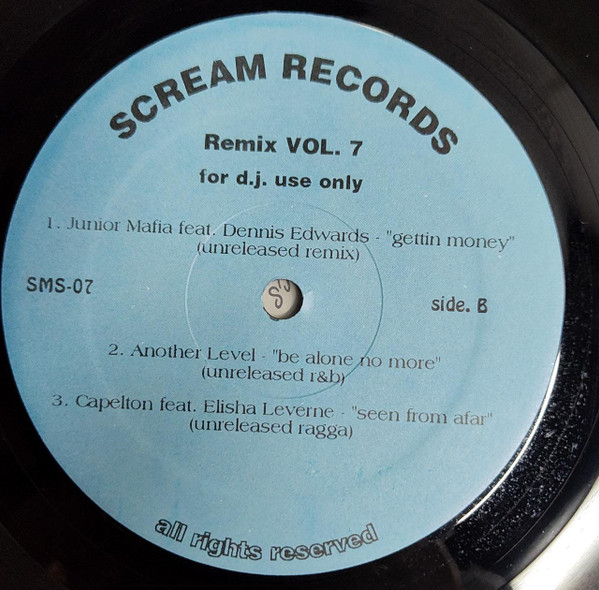 SCREAM RECORDS
Remix VOL. 7
for d.j. use only
1. Junior Mafia feat. Dennis Edwards - "gettin money"
(unreleased remix)
SMS-07
side. B
2. Another Level - "be alone no more"
(unreleased r&b)
3. Capelton feat. Elisha Leverne - "seen from afar"
(unreleased ragga)
all rights reserved